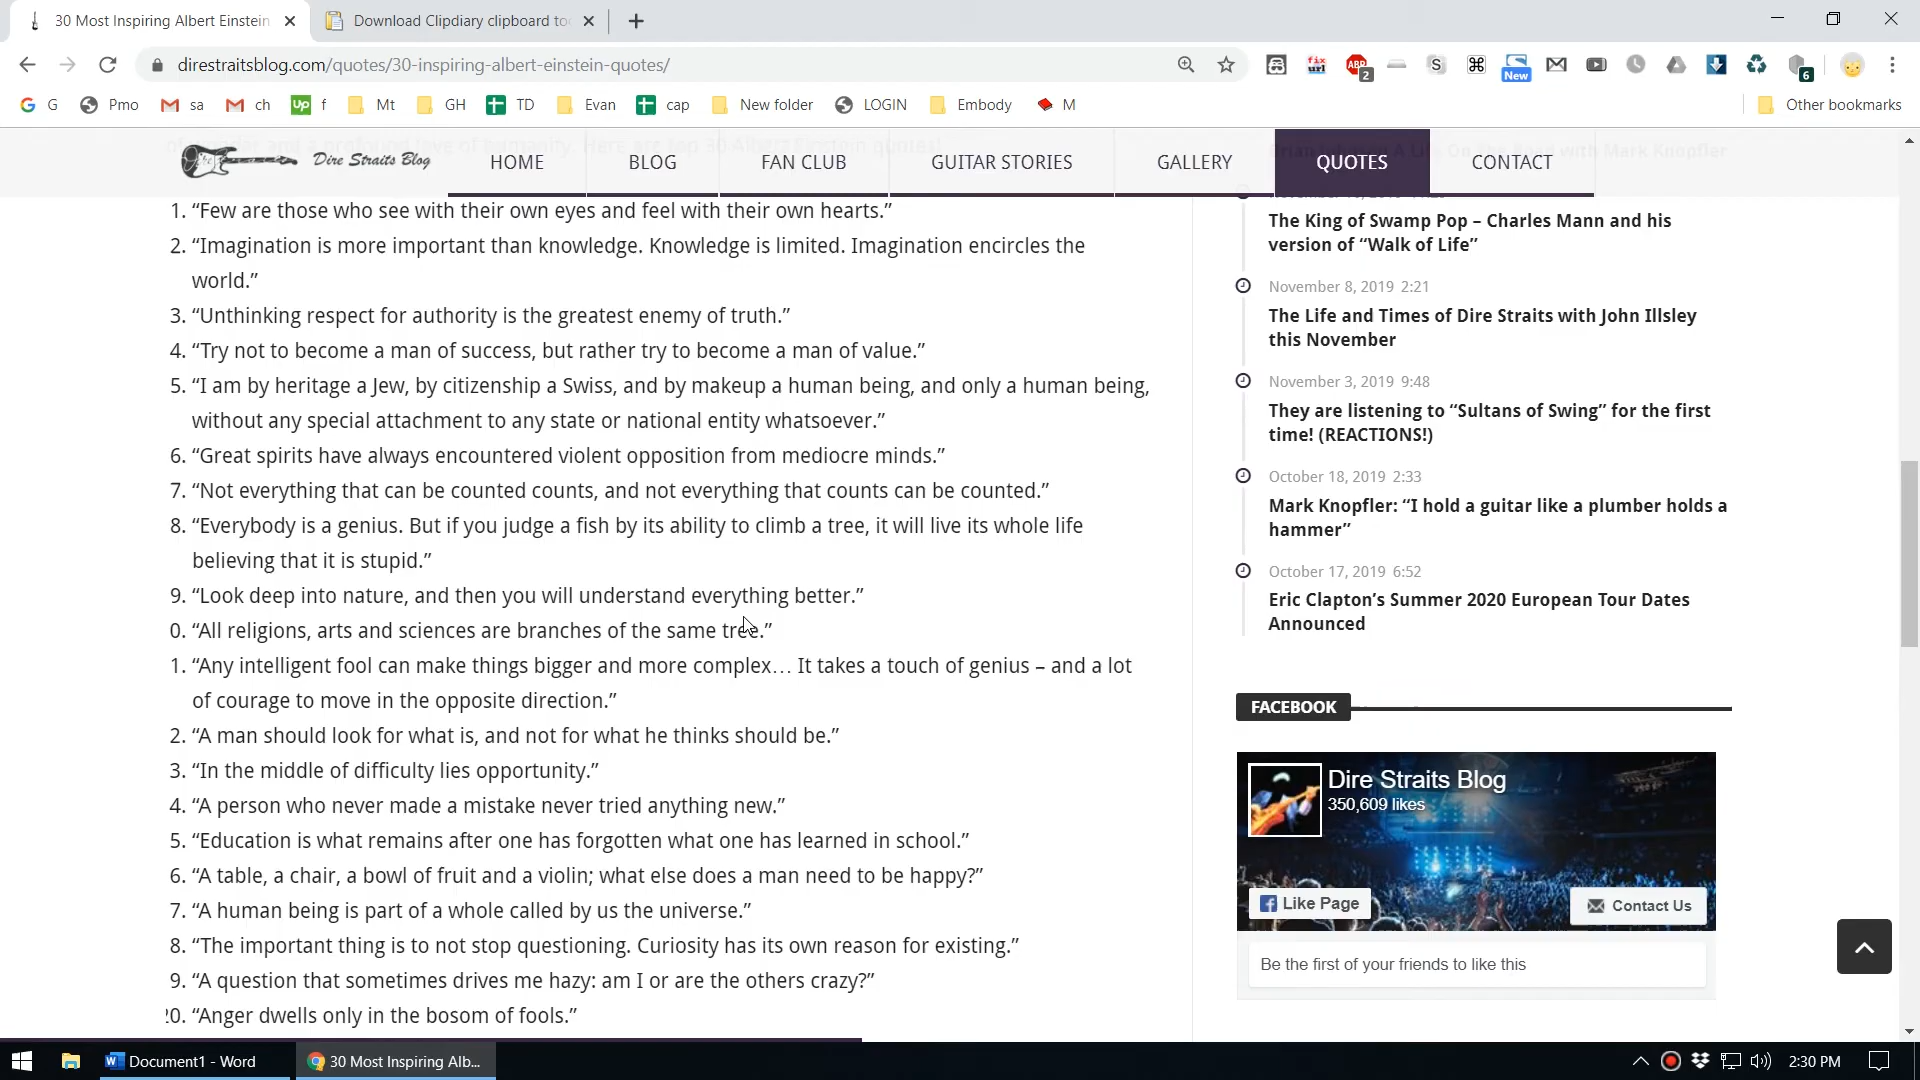 30 Most Inspiring Albert Einstein
Download Clipdiary clipboard to
direstraitsblog.com/quotes/30-inspiring-albert-einstein-quotes/
fix
url
ABP
2
S
New
6
G
Pmo
sa
ch
Up
f
Mt
GH
TD
Evan
cap
New folder
LOGIN
Embody
M
Other bookmarks
Dire Straits Blog
HOME
BLOG
FAN CLUB
GUITAR STORIES
GALLERY
QUOTES
CONTACT
1. “Few are those who see with their own eyes and feel with their own hearts.”
2. “Imagination is more important than knowledge. Knowledge is limited. Imagination encircles the
world.”
3. “Unthinking respect for authority is the greatest enemy of truth.”
4. “Try not to become a man of success, but rather try to become a man of value.”
5. “I am by heritage a Jew, by citizenship a Swiss, and by makeup a human being, and only a human being,
without any special attachment to any state or national entity whatsoever.”
6. “Great spirits have always encountered violent opposition from mediocre minds.”
7. “Not everything that can be counted counts, and not everything that counts can be counted.”
8. “Everybody is a genius. But if you judge a fish by its ability to climb a tree, it will live its whole life
believing that it is stupid.”
9. “Look deep into nature, and then you will understand everything better.”
0. “All religions, arts and sciences are branches of the same tree.”
1. “Any intelligent fool can make things bigger and more complex… It takes a touch of genius – and a lot
of courage to move in the opposite direction.”
2. “A man should look for what is, and not for what he thinks should be.”
3. “In the middle of difficulty lies opportunity.”
4. “A person who never made a mistake never tried anything new.”
5. “Education is what remains after one has forgotten what one has learned in school.”
6. “A table, a chair, a bowl of fruit and a violin; what else does a man need to be happy?”
7. “A human being is part of a whole called by us the universe.”
8. “The important thing is to not stop questioning. Curiosity has its own reason for existing.”
9. “A question that sometimes drives me hazy: am I or are the others crazy?”
20. “Anger dwells only in the bosom of fools.”
The King of Swamp Pop – Charles Mann and his
version of “Walk of Life”
November 8, 2019 2:21
The Life and Times of Dire Straits with John Illsley
this November
November 3, 2019 9:48
They are listening to “Sultans of Swing” for the first
time! (REACTIONS!)
October 18, 2019 2:33
Mark Knopfler: “I hold a guitar like a plumber holds a
hammer”
October 17, 2019 6:52
Eric Clapton’s Summer 2020 European Tour Dates
Announced
FACEBOOK
Dire Straits Blog
350,609 likes
Like Page
Contact Us
Be the first of your friends to like this
Document1 - Word
30 Most Inspiring Alb...
2:30 PM